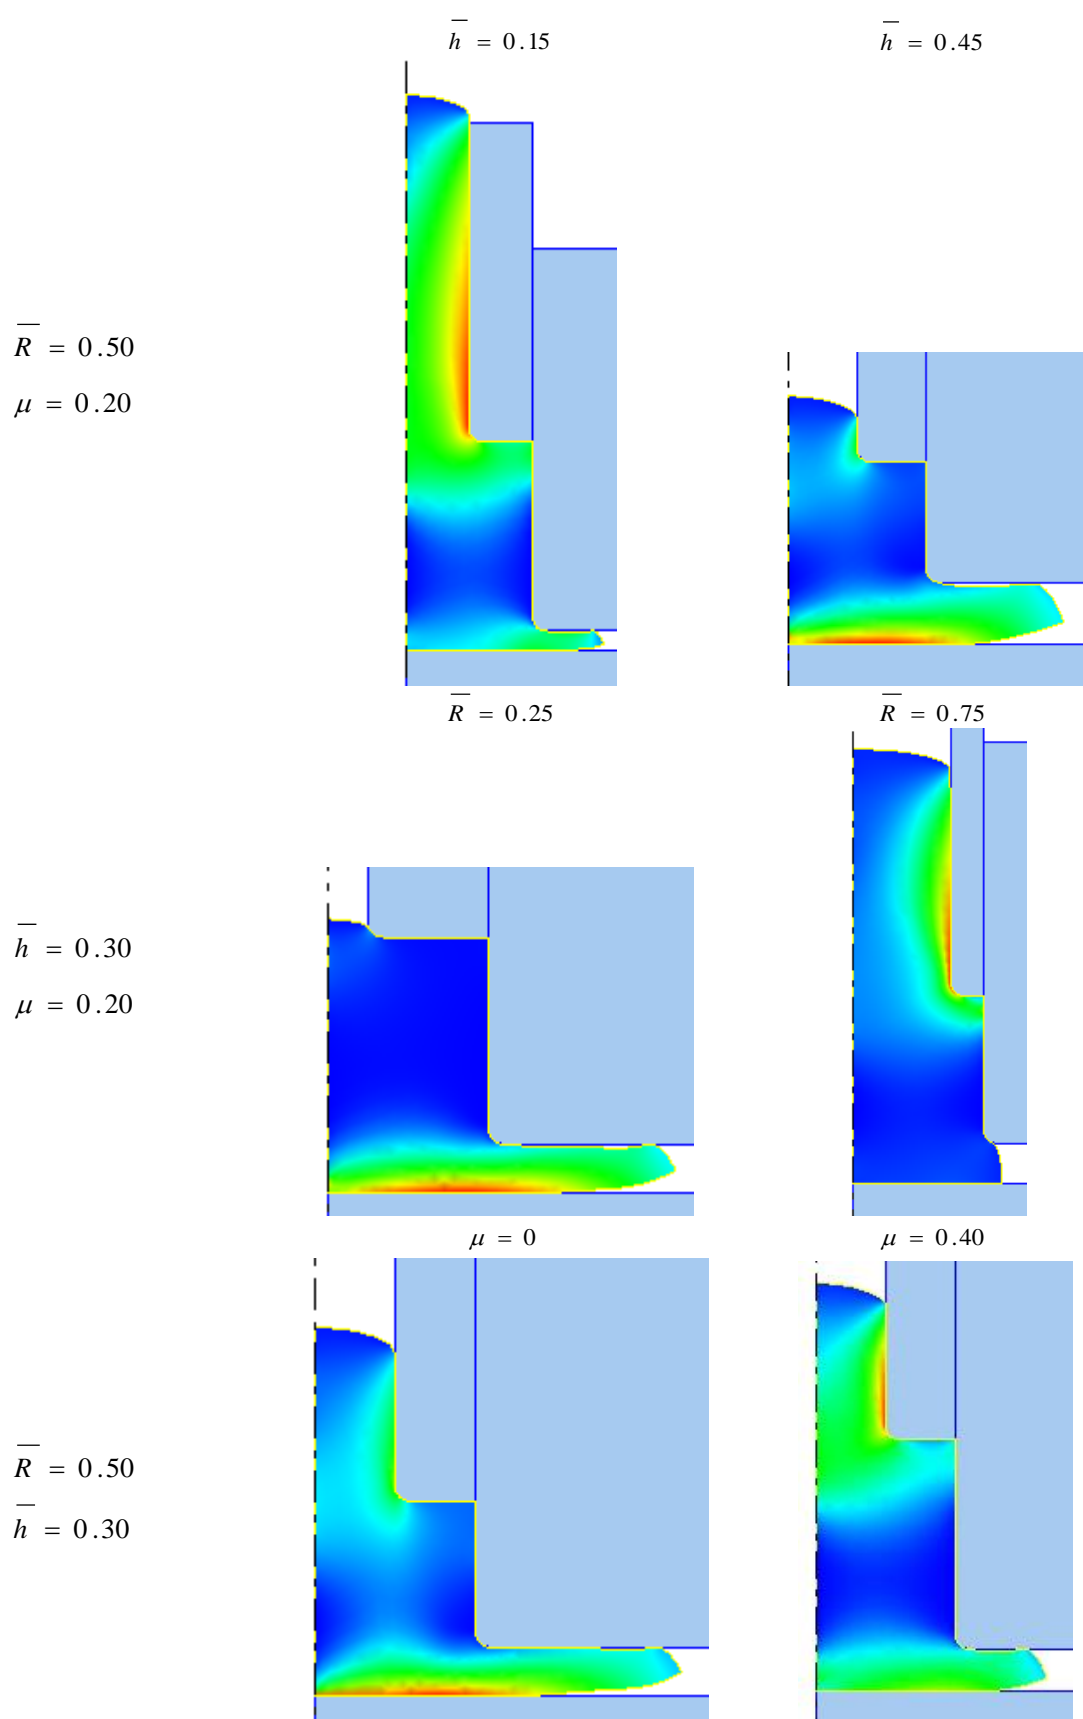 h̅ = 0.15 h̅ = 0.45
R̅ = 0.50
μ = 0.20
R̅ = 0.25 R̅ = 0.75
h̅ = 0.30
μ = 0.20
μ = 0 μ = 0.40
R̅ = 0.50
h̅ = 0.30